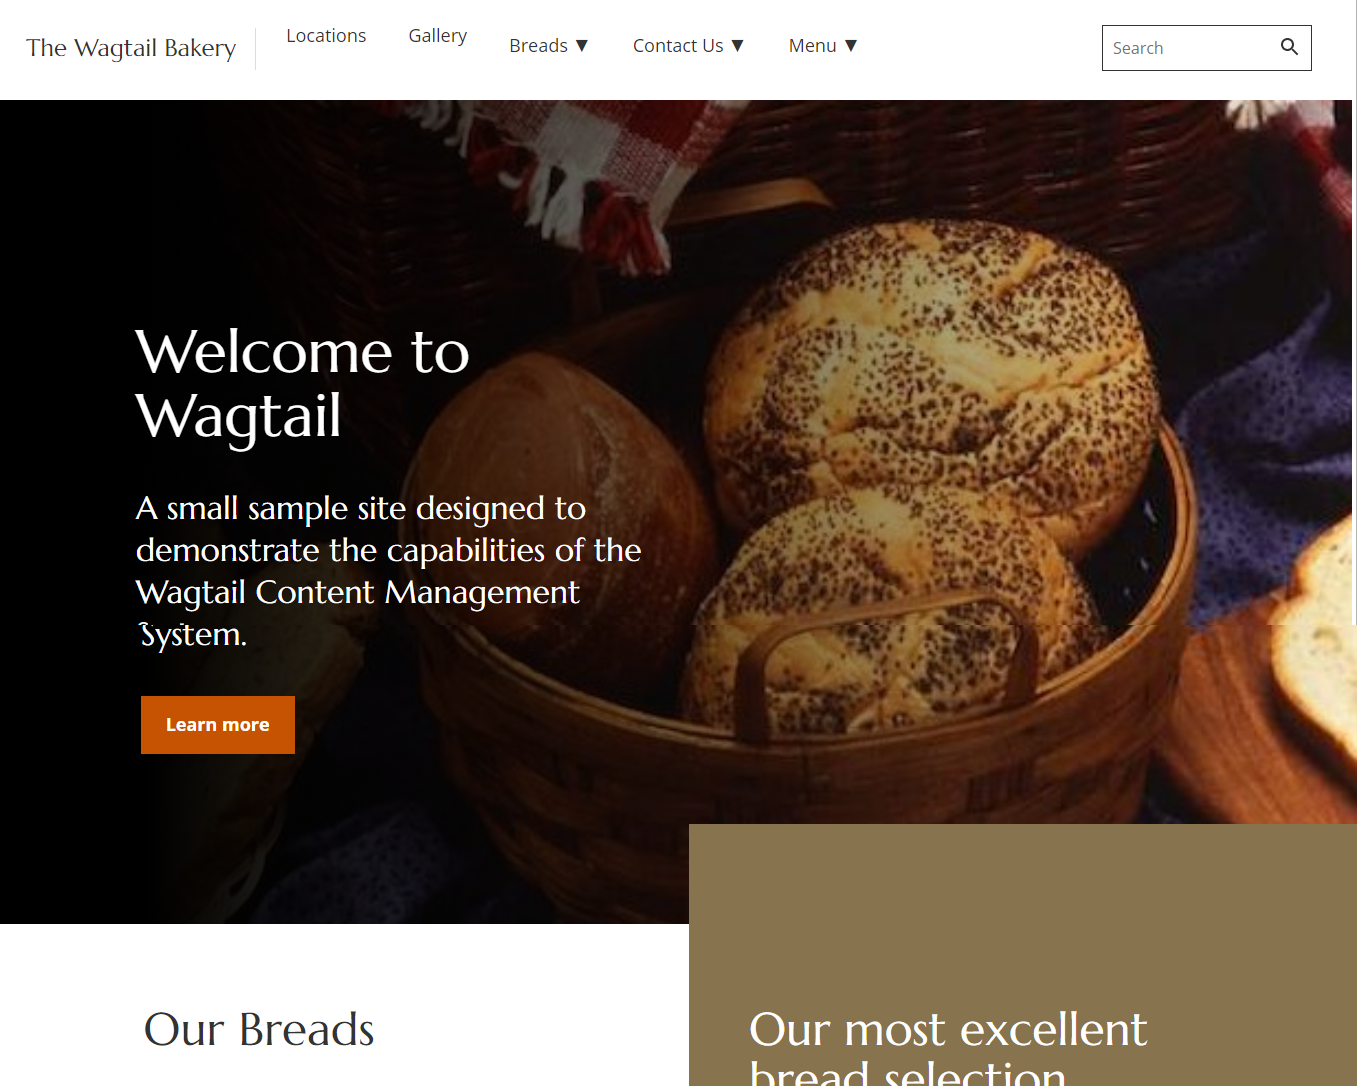 The Wagtail Bakery
Locations
Gallery
Breads ▼
Contact Us ▼
Menu ▼
Search
Welcome to
Wagtail
A small sample site designed to
demonstrate the capabilities of the
Wagtail Content Management
System.
Learn more
Our Breads
Our most excellent
bread selection